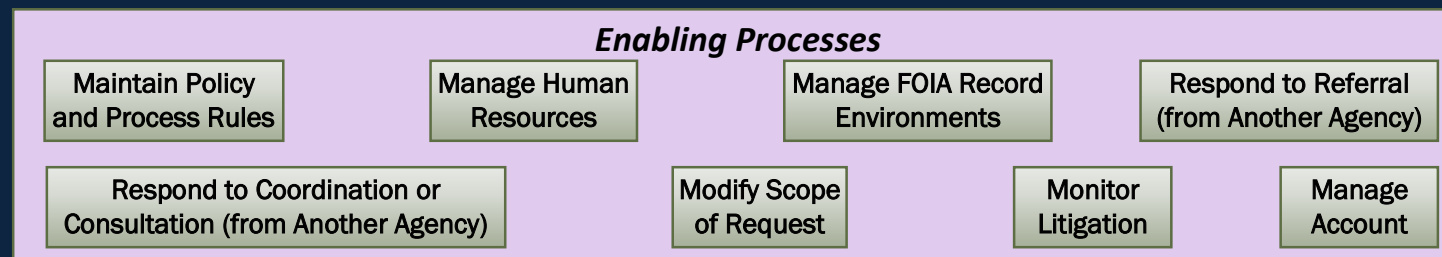 Enabling Processes
Maintain Policy
and Process Rules
Manage Human
Resources
Manage FOIA Record
Environments
Respond to Referral
(from Another Agency)
Respond to Coordination or
Consultation (from Another Agency)
Modify Scope
of Request
Monitor
Litigation
Manage
Account